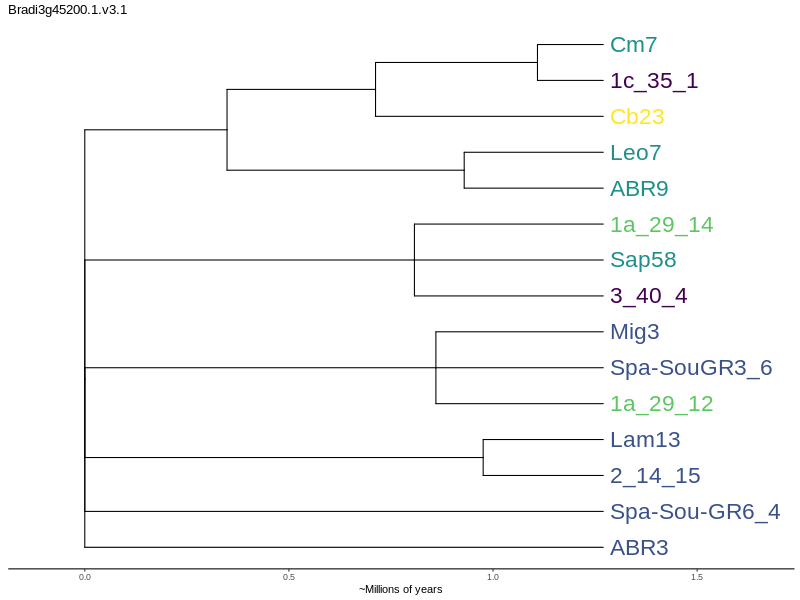 Bradi3g45200.1.v3.1
Cm7
1c_35_1
Cb23
Leo7
ABR9
1a_29_14
Sap58
3_40_4
Mig3
Spa-SouGR3_6
1a_29_12
Lam13
2_14_15
Spa-Sou-GR6_4
ABR3
0.0 0.5 1.0 1.5
~Millions of years